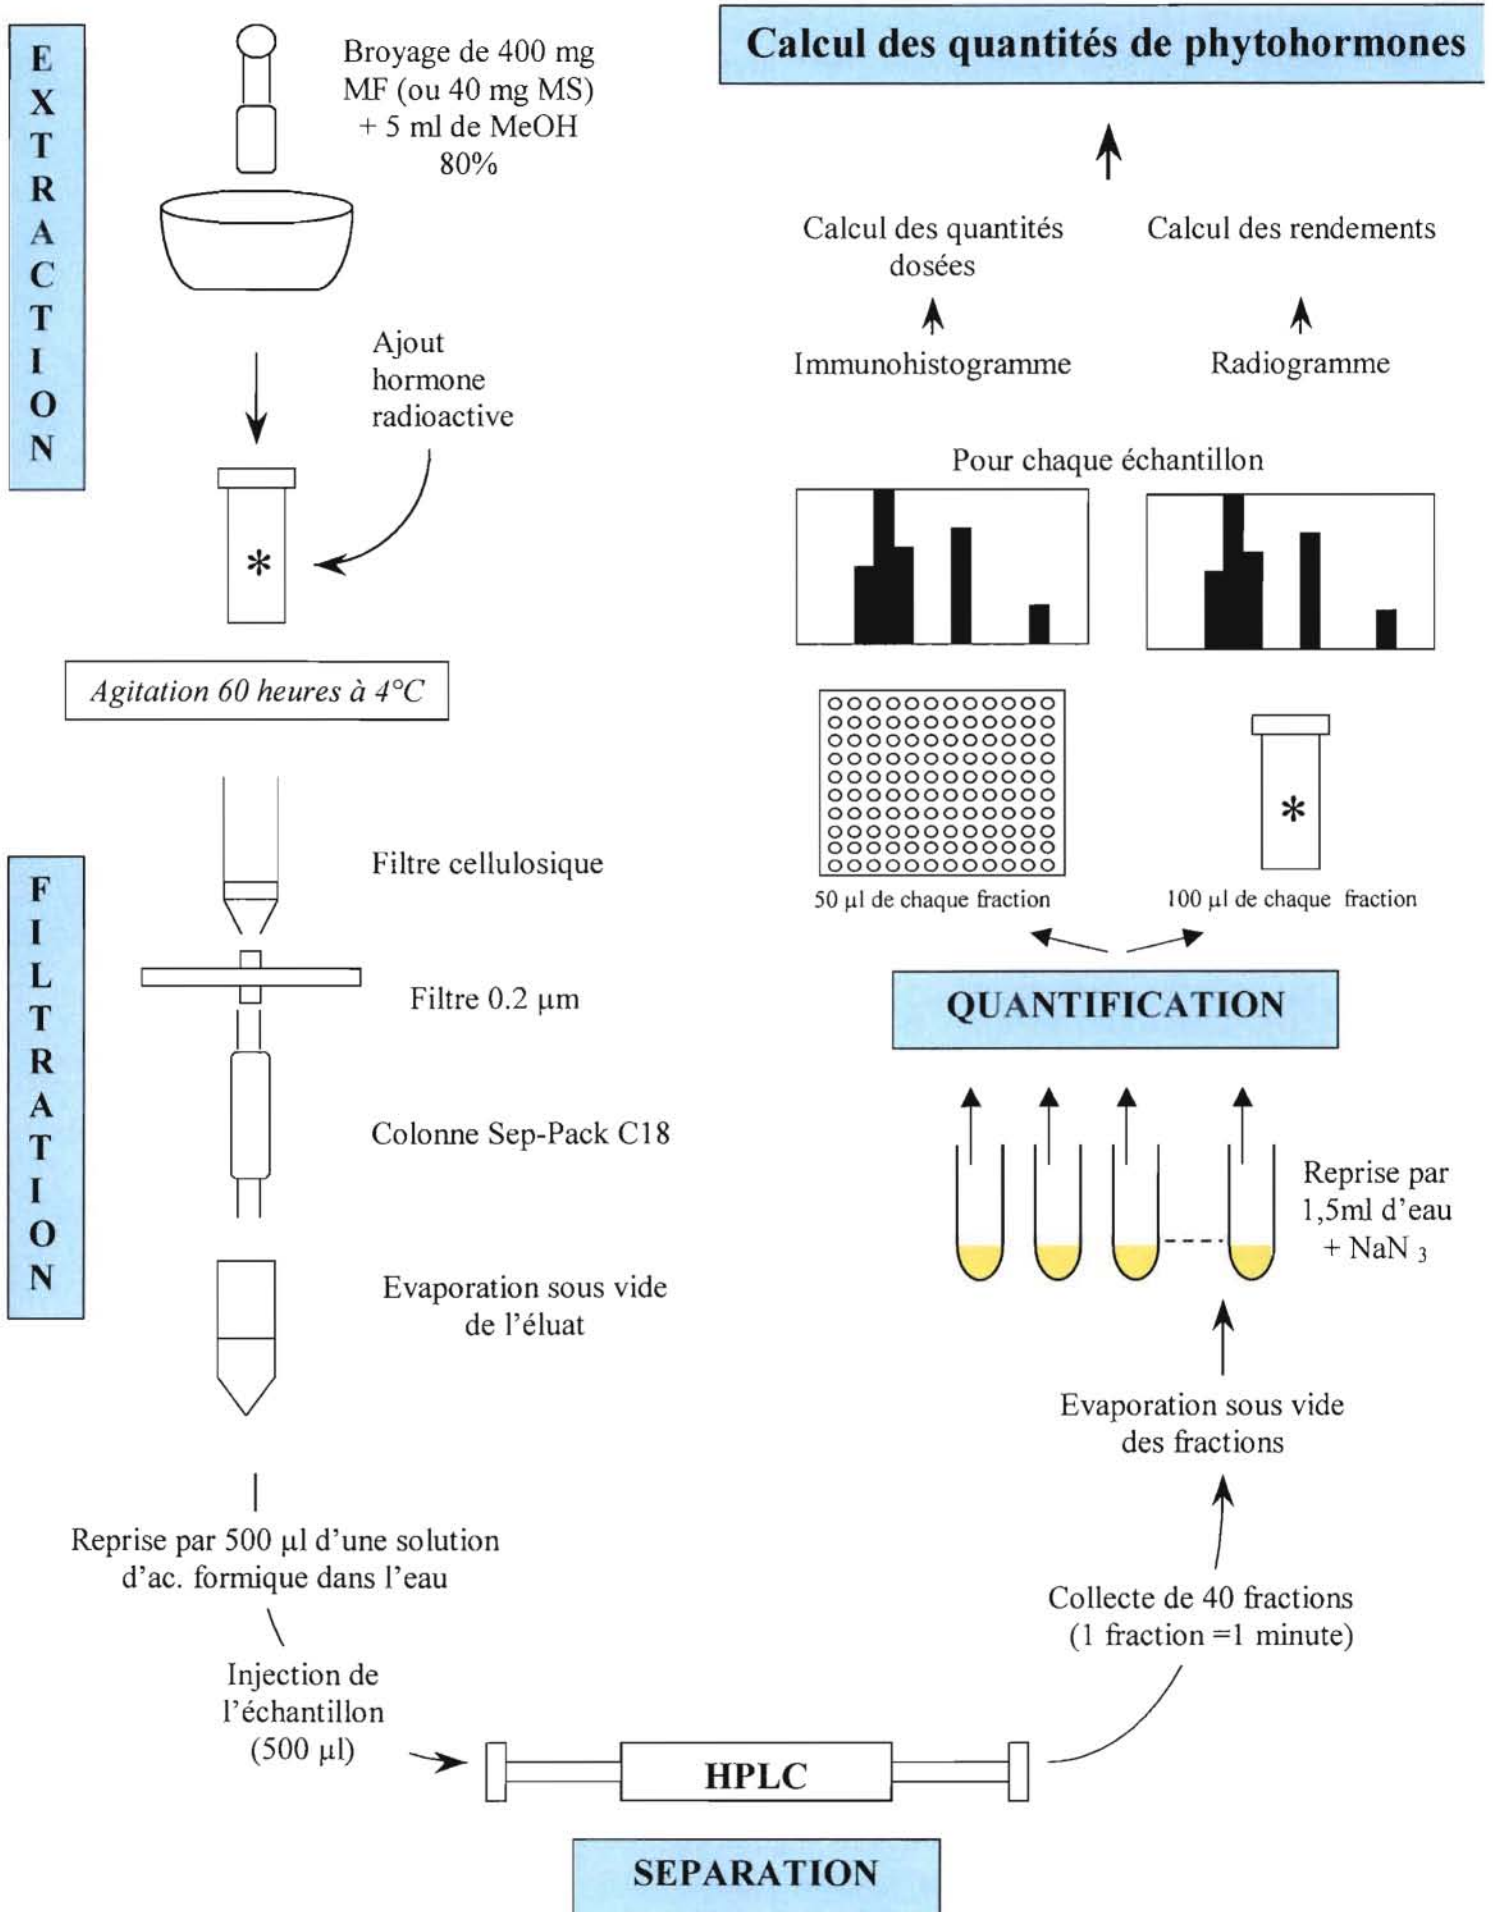 EXTRACTION
Broyage de 400 mg
MF (ou 40 mg MS)
+ 5 ml de MeOH
80%
Ajout
hormone
radioactive
*
Agitation 60 heures à 4°C
FILTRATION
Filtre cellulosique
Filtre 0.2 µm
Colonne Sep-Pack C18
Evaporation sous vide
de l'éluat
Reprise par 500 µl d'une solution
d'ac. formique dans l'eau
Injection de
l'échantillon
(500 µl)
HPLC
SEPARATION
Collecte de 40 fractions
(1 fraction =1 minute)
Evaporation sous vide
des fractions
Reprise par
1,5ml d'eau
+ NaN 3
QUANTIFICATION
50 µl de chaque fraction
100 µl de chaque fraction
*
Pour chaque échantillon
Immunohistogramme
Radiogramme
Calcul des quantités
dosées
Calcul des rendements
Calcul des quantités de phytohormones